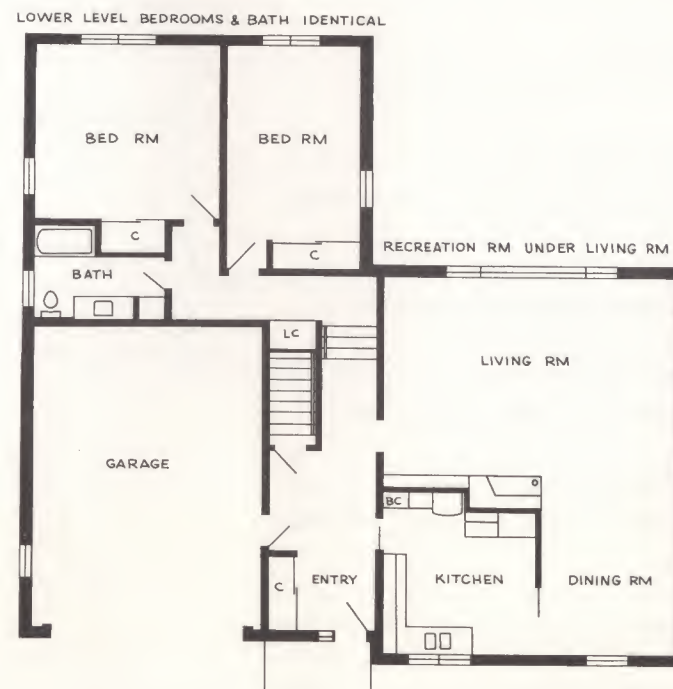 LOWER LEVEL BEDROOMS & BATH IDENTICAL
BED RM
BED RM
C
C
RECREATION RM UNDER LIVING RM
BATH
LC
LIVING RM
GARAGE
BC
C
ENTRY
KITCHEN
DINING RM